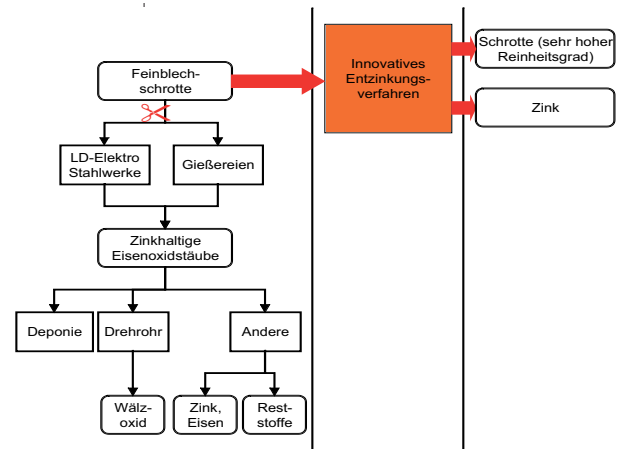 Feinblech-
schrotte
Innovatives
Entzinkungs-
verfahren
Schrotte (sehr hoher
Reinheitsgrad)
Zink
LD-Elektro
Stahlwerke
Gießereien
Zinkhaltige
Eisenoxidstäube
Deponie
Drehrohr
Andere
Wälz-
oxid
Zink,
Eisen
Rest-
stoffe